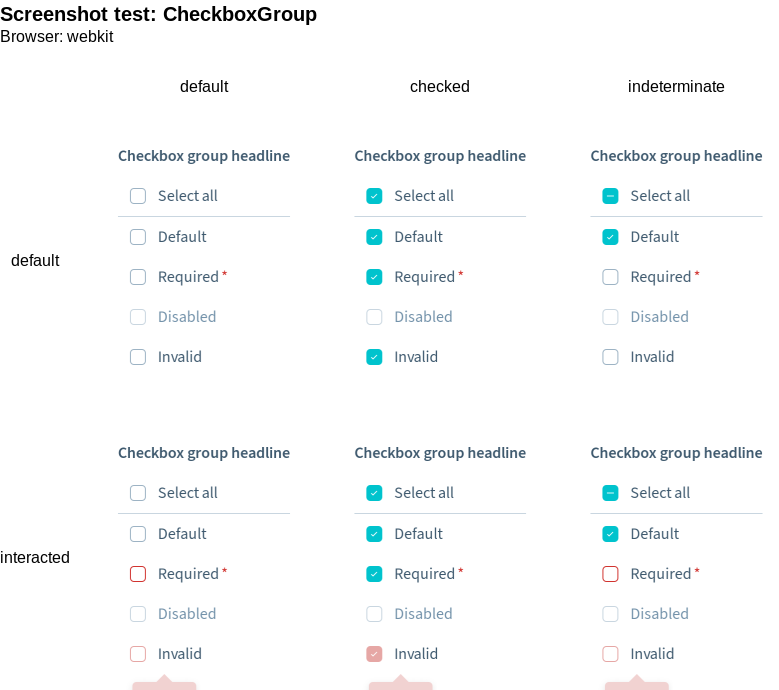 Screenshot test: CheckboxGroup
Browser: webkit
default checked indeterminate
Checkbox group headline Checkbox group headline Checkbox group headline
Select all Select all Select all
Default Default Default
default
Required * Required * Required *
Disabled Disabled Disabled
Invalid Invalid Invalid
Checkbox group headline Checkbox group headline Checkbox group headline
Select all Select all Select all
Default Default Default
interacted
Required * Required * Required *
Disabled Disabled Disabled
Invalid Invalid Invalid